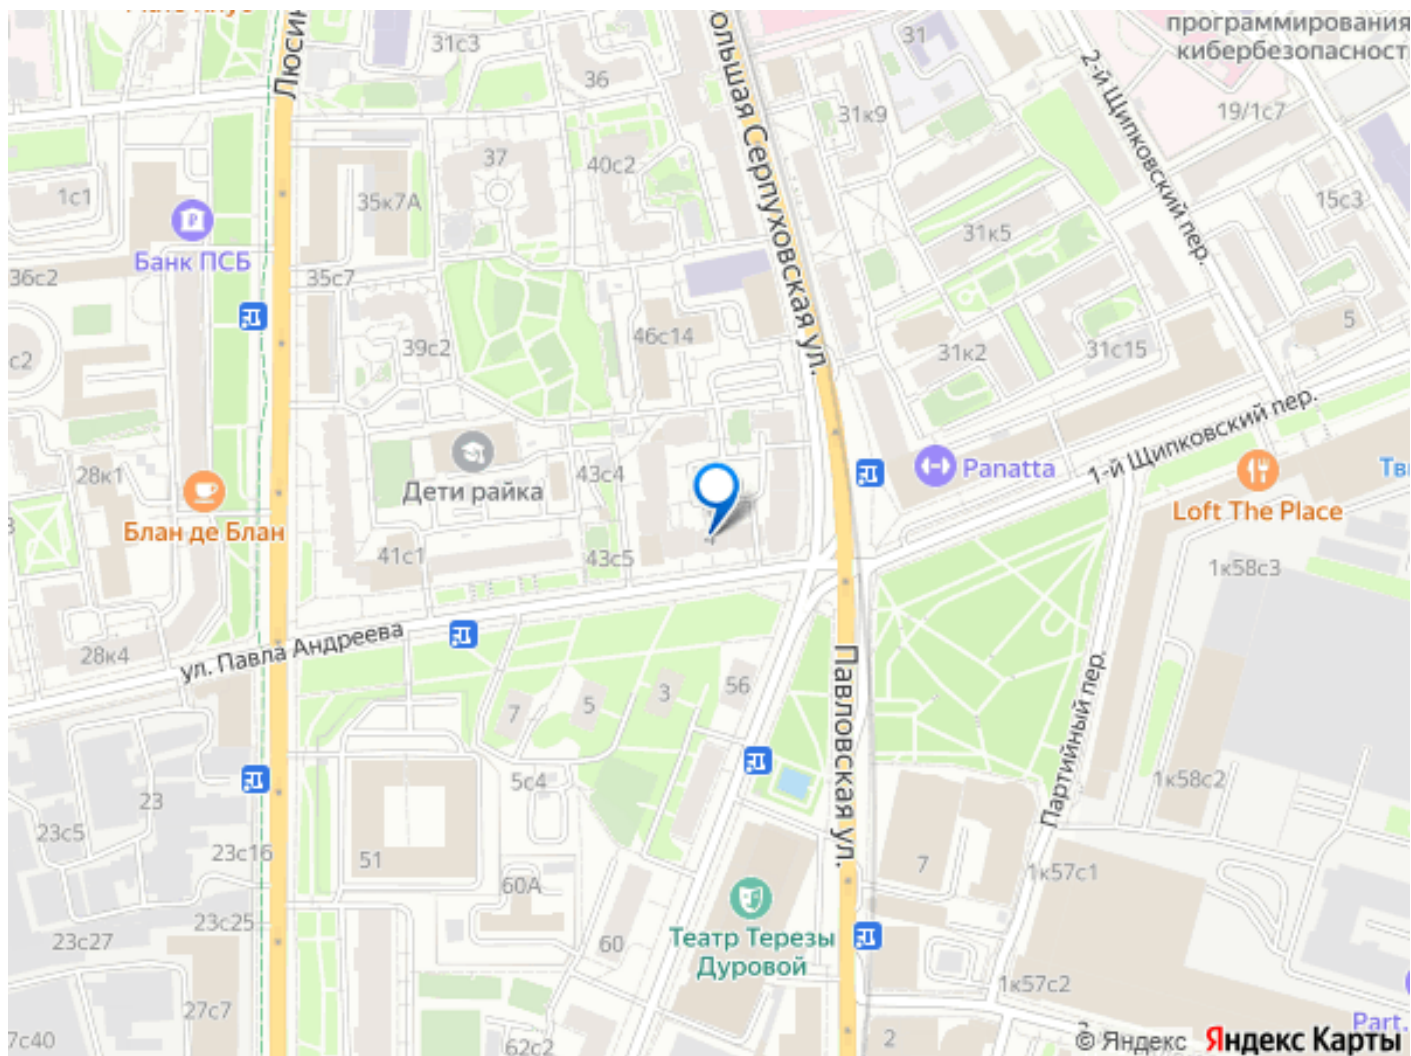 программирования
кибербезопасност
Люсин
31с3
36
ольшая Серпуховская ул.
31
31к9
2-й Щипковский пер.
19/1с7
37
40с2
1с1
35к7А
15с3
31к5
Банк ПСБ
36с2
35с7
5
46с14
39с2
31к2
31с15
с2
1-й Щипковский пер.
28к1
Дети райка
43с4
Panatta
Тв
Блан де Блан
Loft The Place
4
41с1
43с5
1к58с3
28к4
ул. Павла Андреева
7
5
3
56
Павловская ул.
Партийный пер.
5с4
1к58с2
23
23с5
23с16
51
60А
7
1к57с1
23с25
23с27
60
Театр Терезы
Дуровой
1к57с2
27с7
7с40
62с2
2
Part.
© Яндекс Яндекс Карты